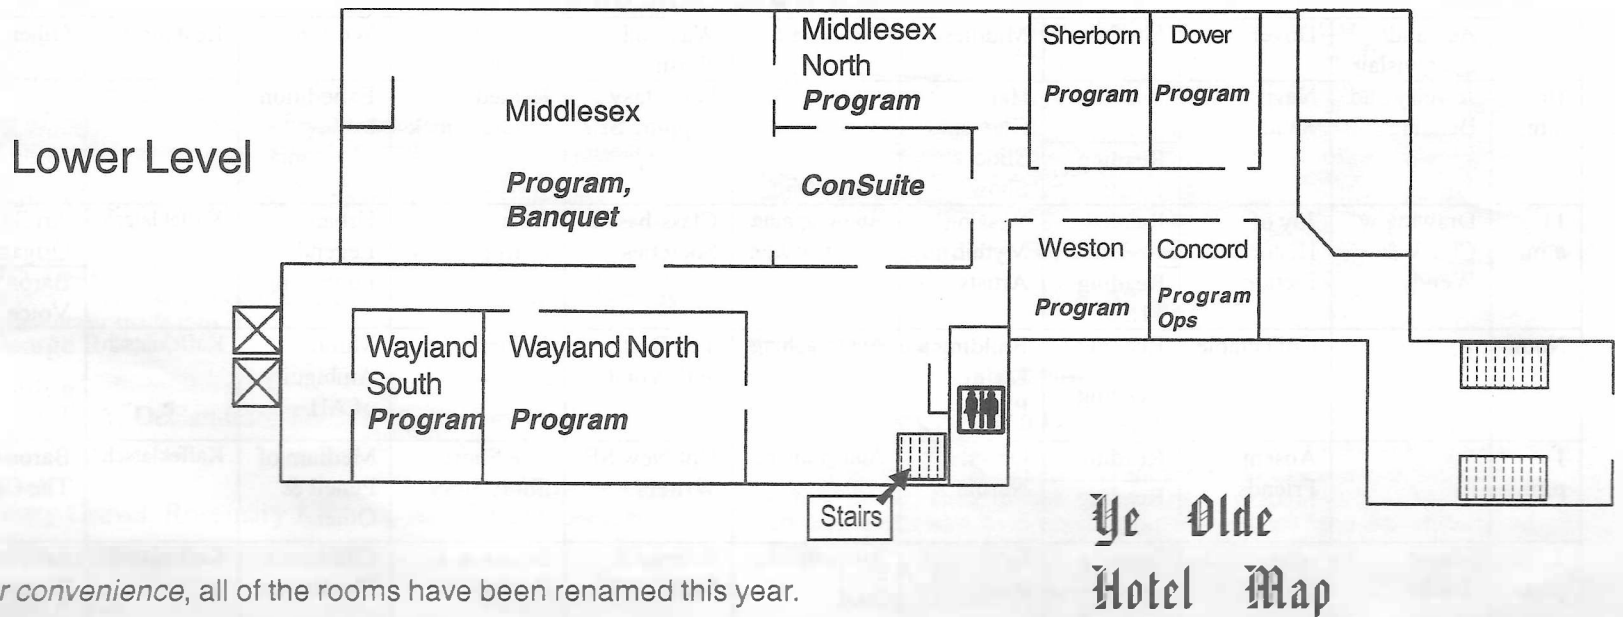 Lower Level
Middlesex
Program,
Banquet
Middlesex
North
Program
ConSuite
Sherborn
Program
Dover
Program
Weston
Program
Concord
Program
Ops
Wayland
South
Program
Wayland North
Program
Stairs
Ye Olde
Hotel Map
r convenience, all of the rooms have been renamed this year.